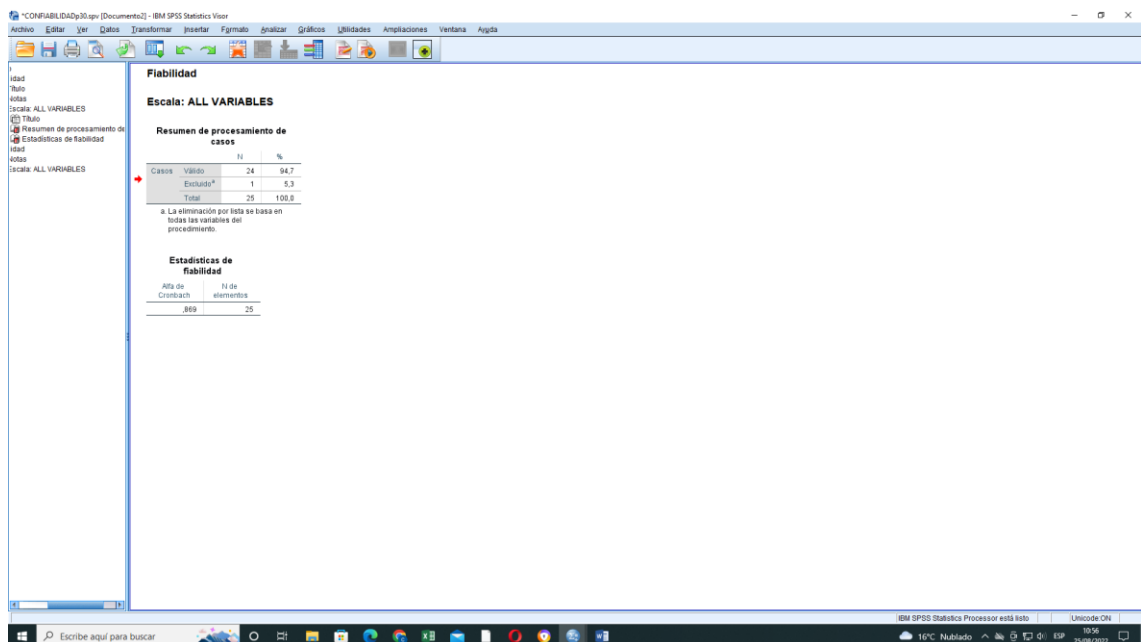 *CONFIABILIDADp30.spv [Documento2] - IBM SPSS Statistics Visor
Archivo Editar Ver Datos Transformar Insertar Formato Analizar Gráficos Utilidades Ampliaciones Ventana Ayuda
idad
Título
Notas
Escala: ALL VARIABLES
Título
Resumen de procesamiento de
Estadísticas de fiabilidad
idad
Notas
Escala: ALL VARIABLES
Fiabilidad
Escala: ALL VARIABLES
Resumen de procesamiento de
casos
N %
Casos Válido 24 94,7
Excluido a 1 5,3
Total 25 100,0
a. La eliminación por lista se basa en
todas las variables del
procedimiento.
Estadísticas de
fiabilidad
Alfa de N de
Cronbach elementos
,869 25
IBM SPSS Statistics Processor está listo Unicode:ON
Escribe aquí para buscar
16°C Nublado ESP 10:56